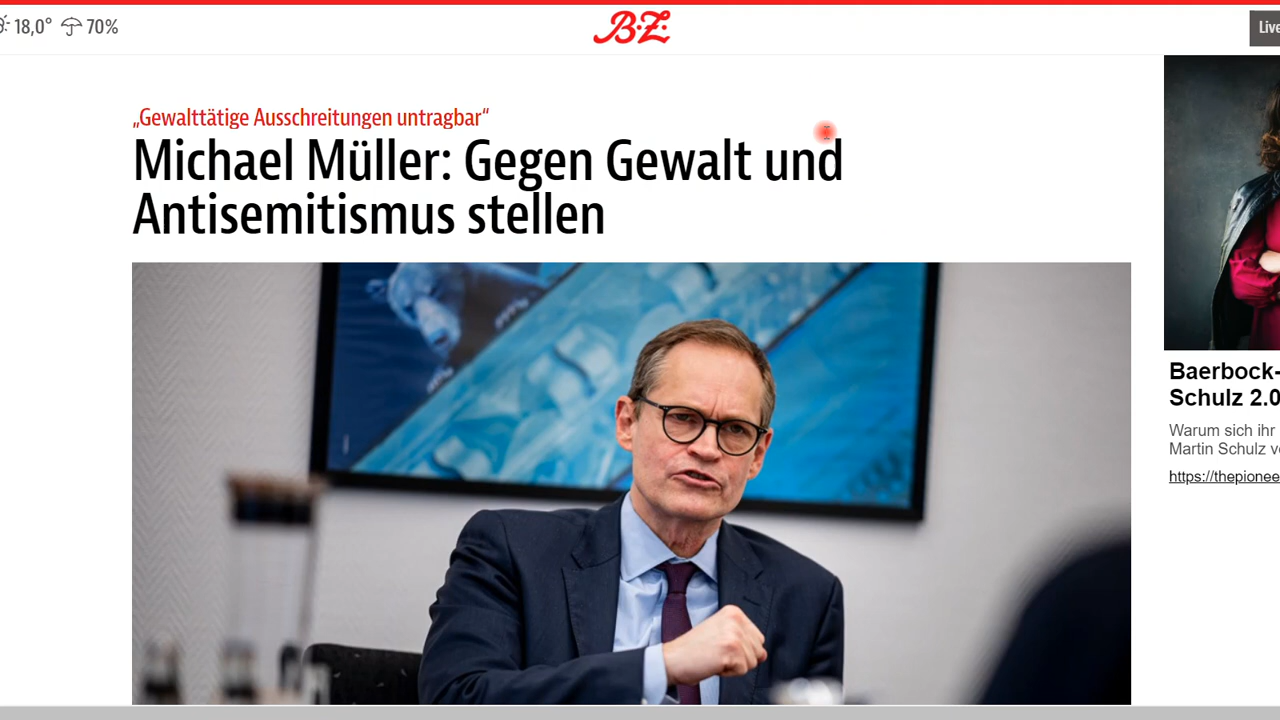 18,0° 70%
B.Z.
Live
„Gewalttätige Ausschreitungen untragbar“
Michael Müller: Gegen Gewalt und
Antisemitismus stellen
Baerbock-
Schulz 2.0
Warum sich ihr
Martin Schulz v
https://thepionee